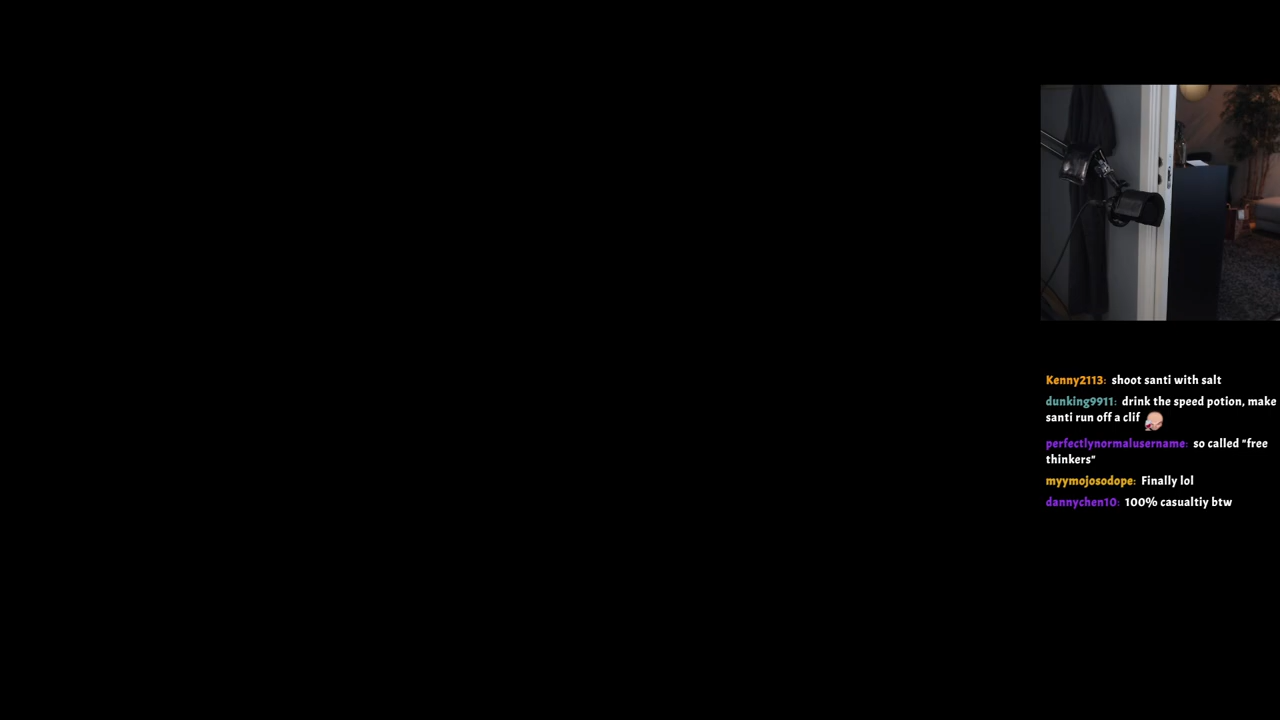 Kenny2113: shoot santi with salt
dunking9911: drink the speed potion, make
santi run off a clif
perfectlynormalusername: so called "free
thinkers"
myymojosodope: Finally lol
dannychen10: 100% casualtiy btw